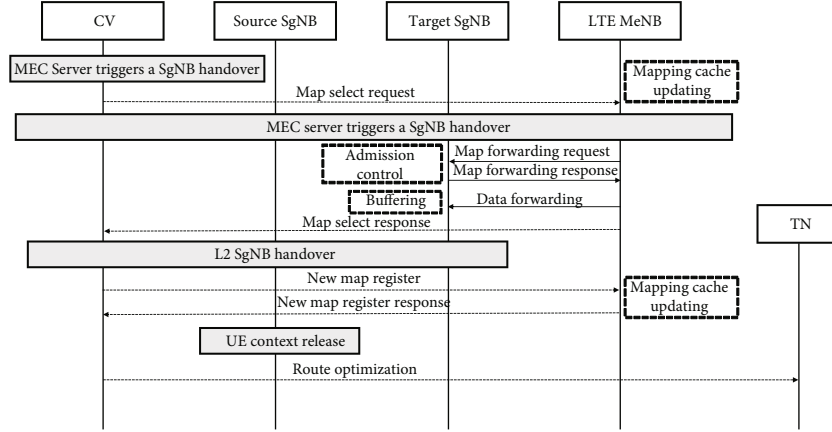 CV
Source SgNB
Target SgNB
LTE MeNB
MEC Server triggers a SgNB handover
Mapping cache
updating
Map select request
MEC server triggers a SgNB handover
Admission
control
Map forwarding request
Map forwarding response
Buffering
Data forwarding
Map select response
TN
L2 SgNB handover
New map register
Mapping cache
updating
New map register response
UE context release
Route optimization